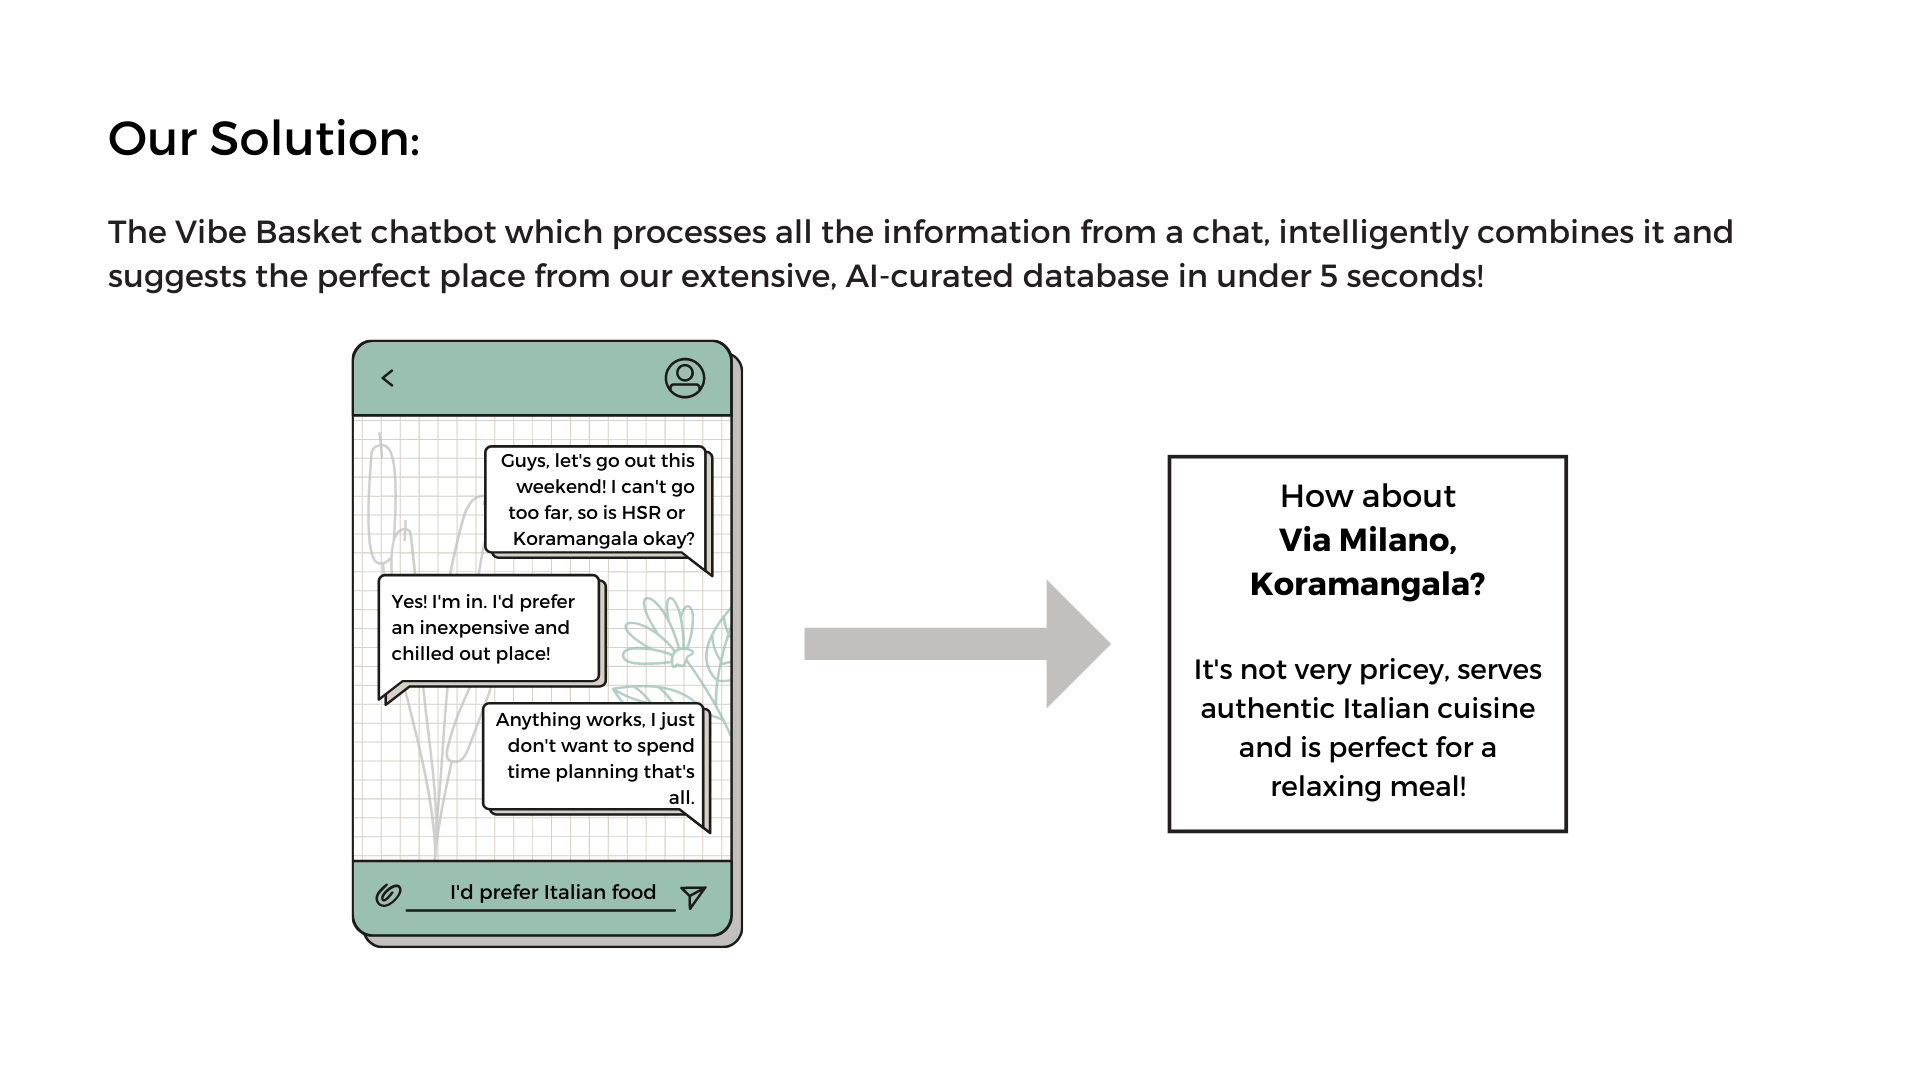 Our Solution:
The Vibe Basket chatbot which processes all the information from a chat, intelligently combines it and
suggests the perfect place from our extensive, AI-curated database in under 5 seconds!
Guys, let's go out this
weekend! I can't go
too far, so is HSR or
Koramangala okay?
Yes! I'm in. I'd prefer
an inexpensive and
chilled out place!
Anything works, I just
don't want to spend
time planning that's
all.
I'd prefer Italian food
How about
Via Milano,
Koramangala?
It's not very pricey, serves
authentic Italian cuisine
and is perfect for a
relaxing meal!